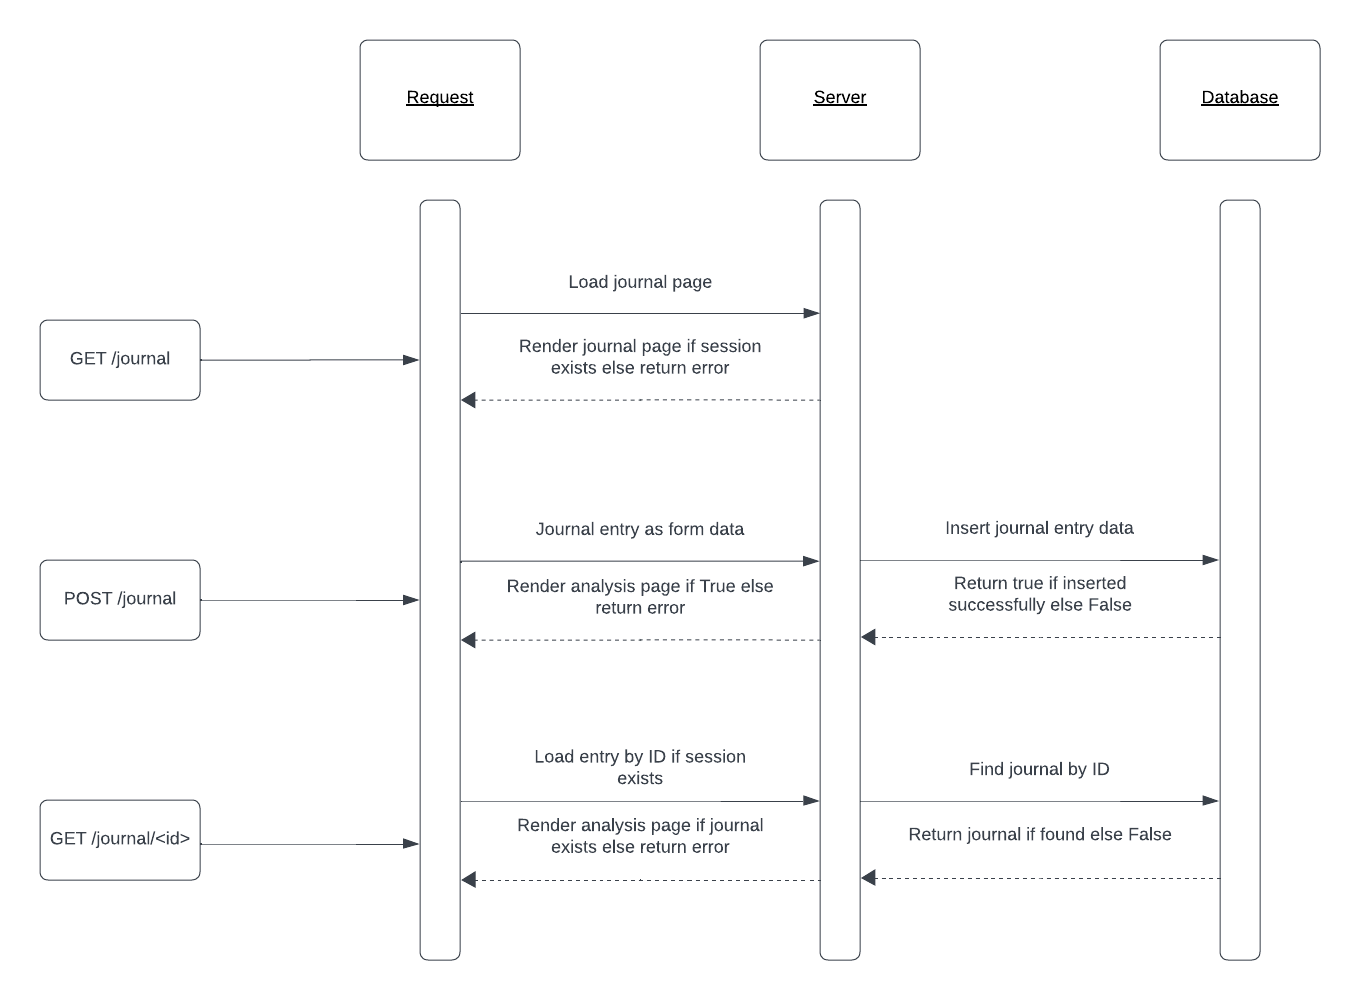 Request
Server
Database
Load journal page
GET /journal
Render journal page if session
exists else return error
Journal entry as form data
Insert journal entry data
POST /journal
Render analysis page if True else
return error
Return true if inserted
successfully else False
Load entry by ID if session
exists
Find journal by ID
GET /journal/<id>
Render analysis page if journal
exists else return error
Return journal if found else False